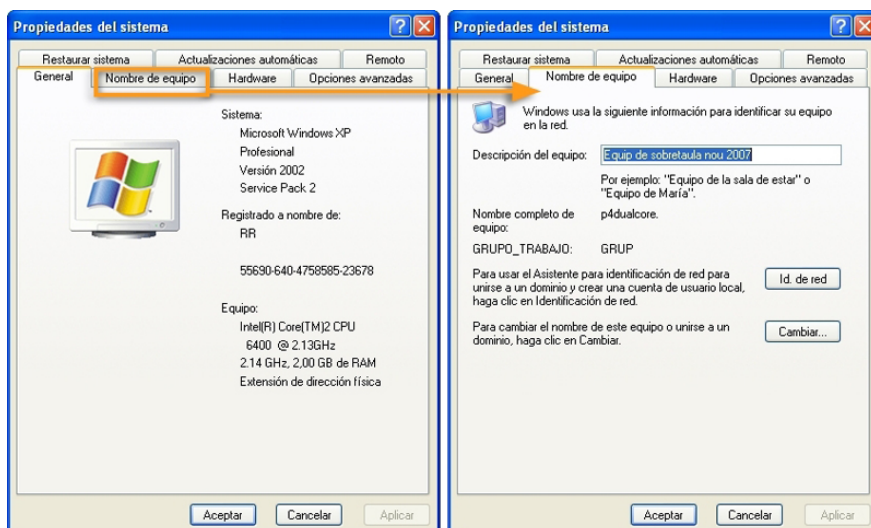 Propiedades del sistema
Restaurar sistema
Actualizaciones automáticas
Remoto
General
Nombre de equipo
Hardware
Opciones avanzadas
Sistema:
Microsoft Windows XP
Profesional
Versión 2002
Service Pack 2
Registrado a nombre de:
RR
55690-640-4758585-23678
Equipo:
Intel(R) Core(TM)2 CPU
6400 @ 2.13GHz
2.14 GHz, 2,00 GB de RAM
Extensión de dirección física
Aceptar
Cancelar
Aplicar
Propiedades del sistema
Restaurar sistema
Actualizaciones automáticas
Remoto
General
Nombre de equipo
Hardware
Opciones avanzadas
Windows usa la siguiente información para identificar su equipo
en la red.
Descripción del equipo:
Equip de sobretaula nou 2007
Por ejemplo: "Equipo de la sala de estar" o
"Equipo de María".
Nombre completo de
equipo:
p4dualcore.
GRUPO_TRABAJO:
GRUP
Para usar el Asistente para identificación de red para
unirse a un dominio y crear una cuenta de usuario local,
haga clic en Identificación
de red.
Id. de red
Para cambiar el nombre de este equipo o unirse a un
dominio, haga clic en Cambiar.
Cambiar...
Aceptar
Cancelar
Aplicar